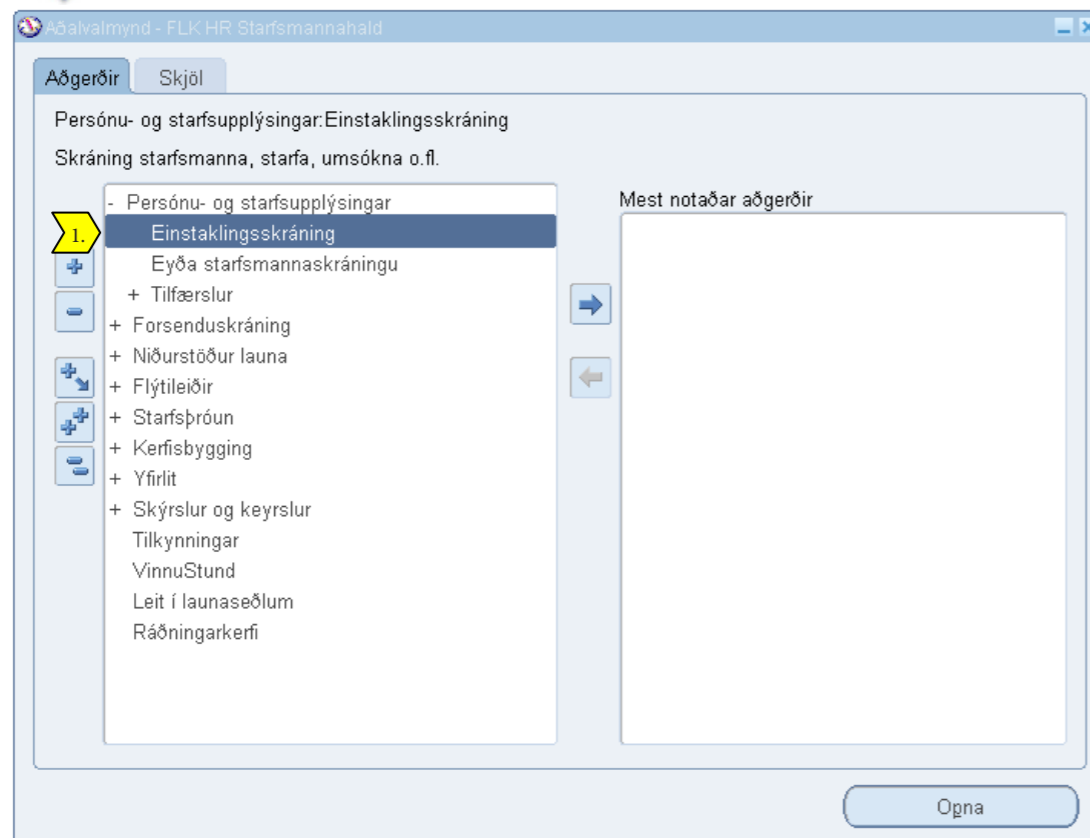 Aðalvalmynd - FLK HR Starfsmannahald
Aðgerðir Skjöl
Persónu- og starfsupplýsingar:Einstaklingsskráning
Skráning starfsmanna, starfa, umsókna o.fl.
Mest notaðar aðgerðir
- Persónu- og starfsupplýsingar
1. Einstaklingsskráning
Eyða starfsmannaskráningu
+ Tilfærslur
+ Forsenduskráning
+ Niðurstöður launa
+ Flýtileiðir
+ Starfsþróun
+ Kerfisbygging
+ Yfirlit
+ Skýrslur og keyrslur
Tilkynningar
VinnuStund
Leit í launaseðlum
Ráðningarkerfi
Opna